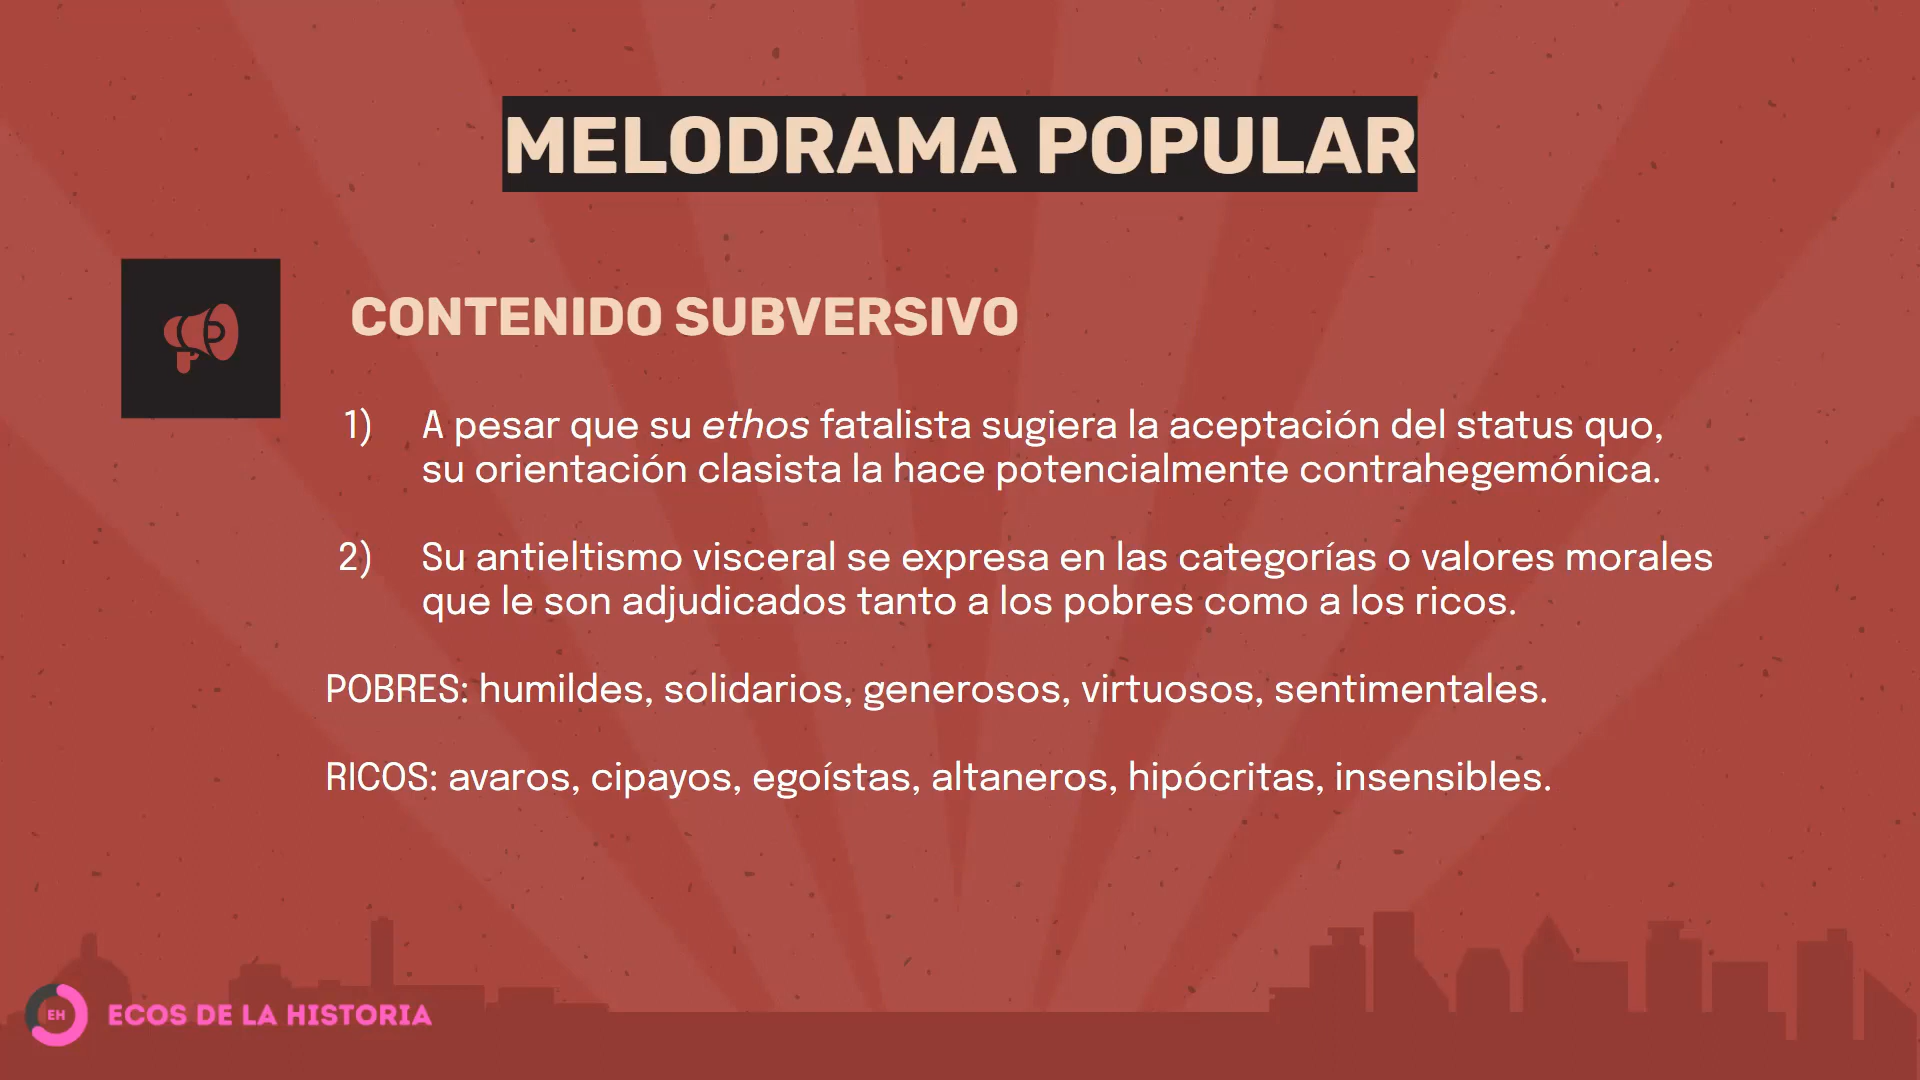 MELODRAMA POPULAR
CONTENIDO SUBVERSIVO
1) A pesar que su ethos fatalista sugiera la aceptación del status quo,
su orientación clasista la hace potencialmente contrahegemónica.
2) Su antieltismo visceral se expresa en las categorías o valores morales
que le son adjudicados tanto a los pobres como a los ricos.
POBRES: humildes, solidarios, generosos, virtuosos, sentimentales.
RICOS: avaros, cipayos, egoístas, altaneros, hipócritas, insensibles.
EH ECOS DE LA HISTORIA